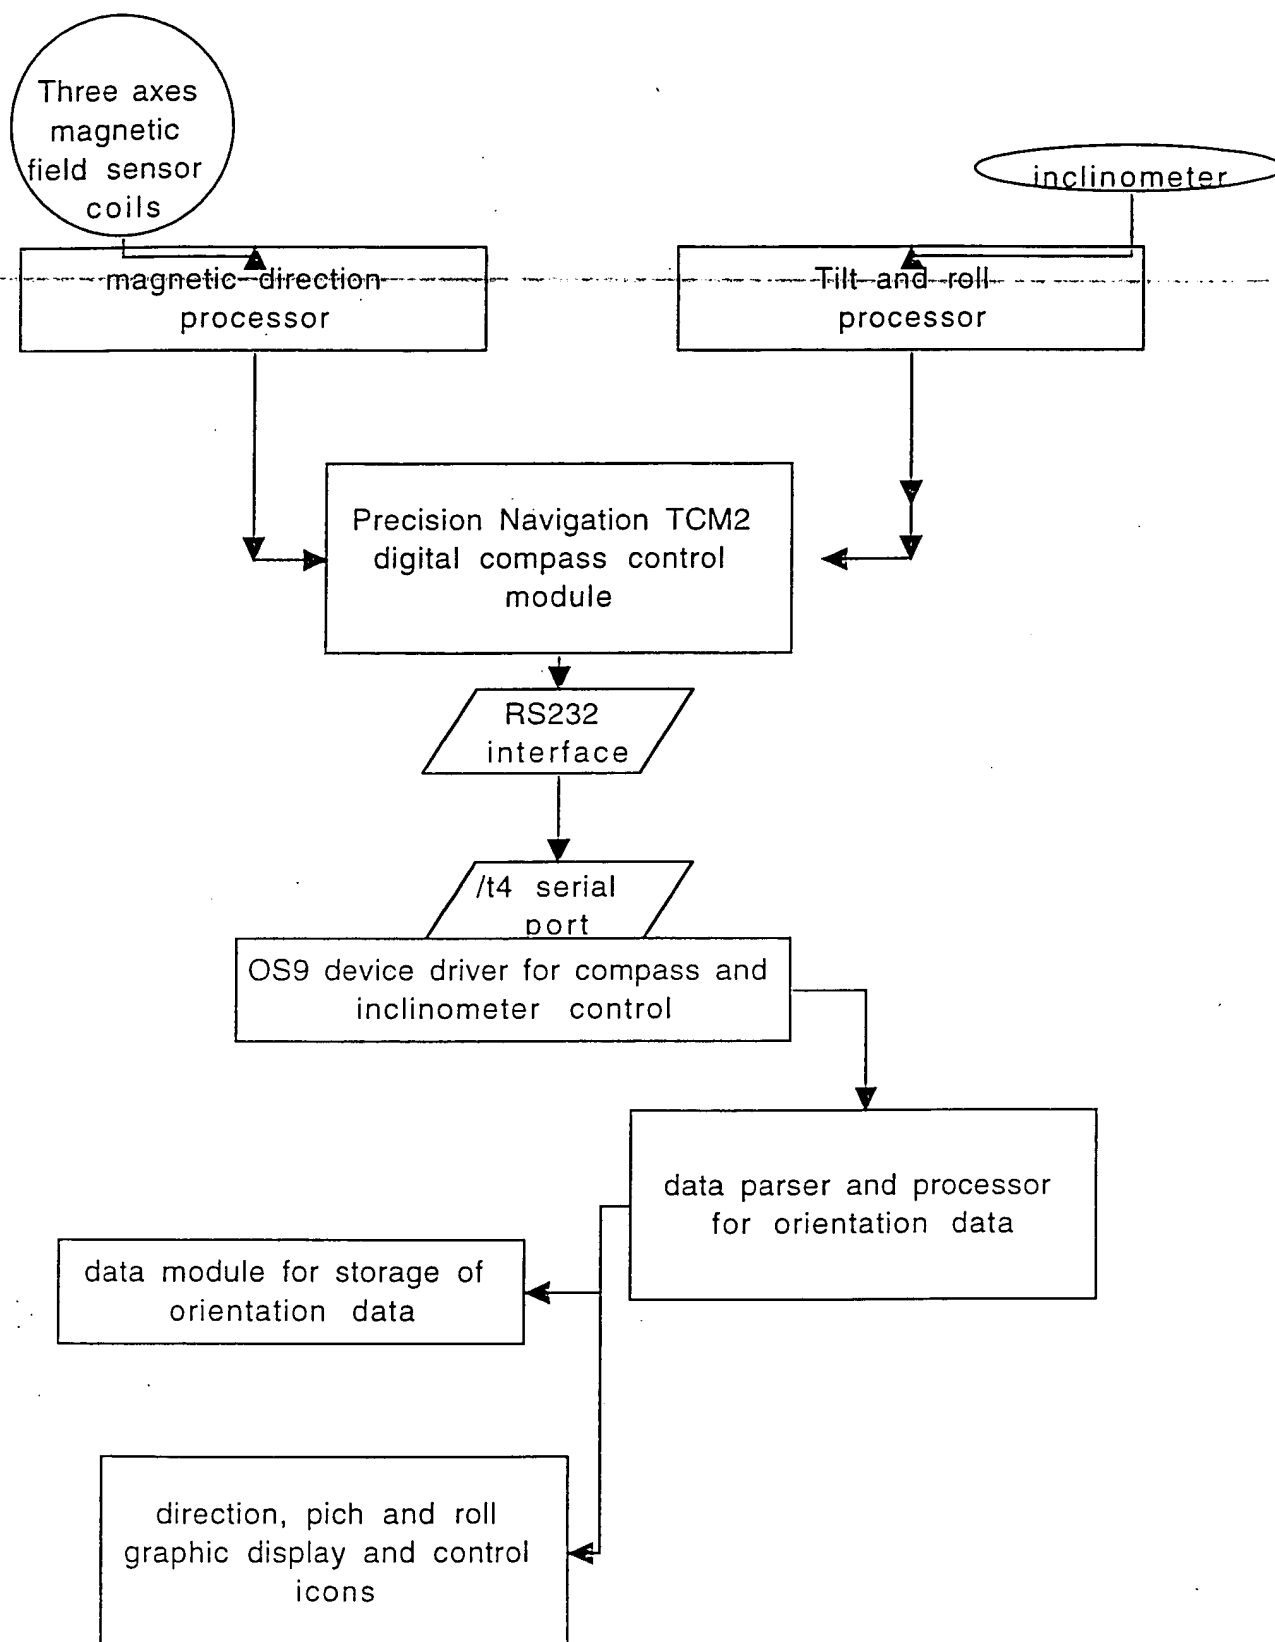 Three axes
magnetic
field sensor
coils
inclinometer
magnetic direction
processor
Tilt and roll
processor
Precision Navigation TCM2
digital compass control
module
RS232
interface
/t4 serial
port
OS9 device driver for compass and
inclinometer control
data parser and processor
for orientation data
data module for storage of
orientation data
direction, pich and roll
graphic display and control
icons